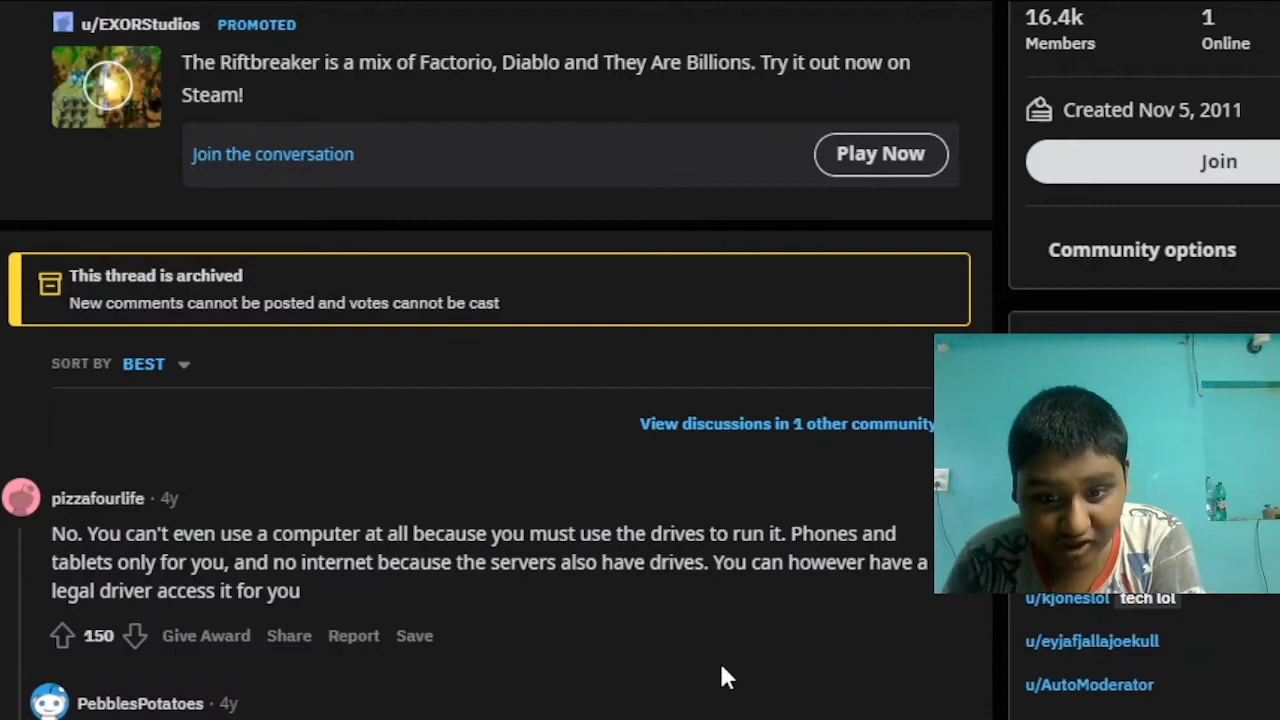 u/EXORStudios PROMOTED
The Riftbreaker is a mix of Factorio, Diablo and They Are Billions. Try it out now on
Steam!
Join the conversation
Play Now
This thread is archived
New comments cannot be posted and votes cannot be cast
SORT BY BEST
View discussions in 1 other community
pizzafourlife · 4y
No. You can't even use a computer at all because you must use the drives to run it. Phones and
tablets only for you, and no internet because the servers also have drives. You can however have a
legal driver access it for you
150 Give Award Share Report Save
PebblesPotatoes · 4y
16.4k 1
Members Online
Created Nov 5, 2011
Join
Community options
u/kjoneslol tech lol
u/eyjafjallajoekull
u/AutoModerator